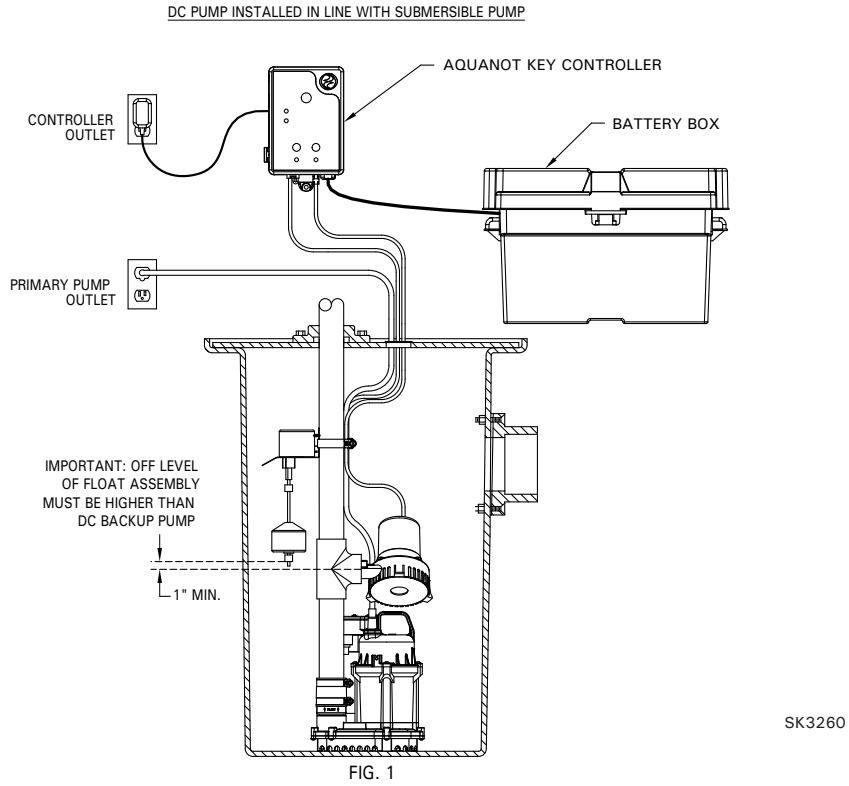 DC PUMP INSTALLED IN LINE WITH SUBMERSIBLE PUMP
AQUANOT KEY CONTROLLER
CONTROLLER
OUTLET
BATTERY BOX
PRIMARY PUMP
OUTLET
IMPORTANT: OFF LEVEL
OF FLOAT ASSEMBLY
MUST BE HIGHER THAN
DC BACKUP PUMP
1" MIN.
SK3260
FIG. 1